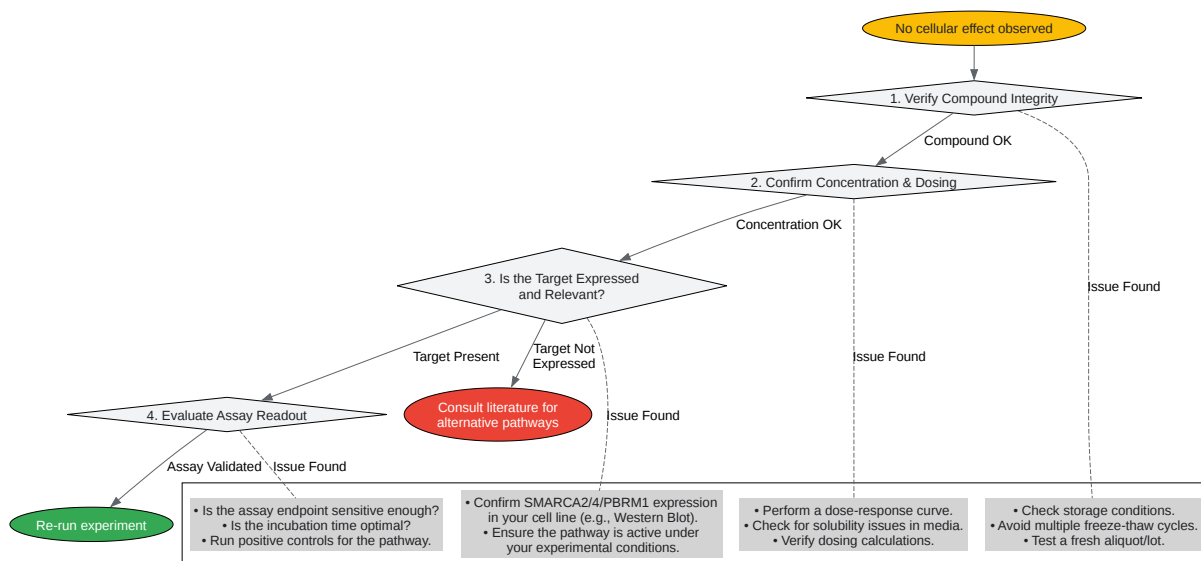 No cellular effect observed
1. Verify Compound Integrity
Compound OK
2. Confirm Concentration & Dosing
Concentration OK
3. Is the Target Expressed
and Relevant?
Issue Found
Target Present
Target Not
Expressed
Issue Found
4. Evaluate Assay Readout
Consult literature for
alternative pathways
Issue Found
Assay Validated
Issue Found
Re-run experiment
• Is the assay endpoint sensitive enough?
• Is the incubation time optimal?
• Run positive controls for the pathway.
• Confirm SMARCA2/4/PBRM1 expression
in your cell line (e.g., Western Blot).
• Ensure the pathway is active under
your experimental conditions.
• Perform a dose-response curve.
• Check for solubility issues in media.
• Verify dosing calculations.
• Check storage conditions.
• Avoid multiple freeze-thaw cycles.
• Test a fresh aliquot/lot.